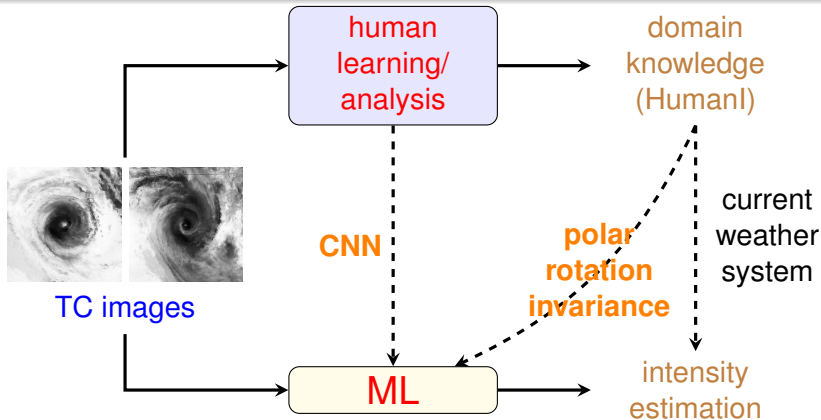 human
learning/
analysis
domain
knowledge
(HumanI)
CNN
polar
rotation
invariance
current
weather
system
TC images
ML
intensity
estimation